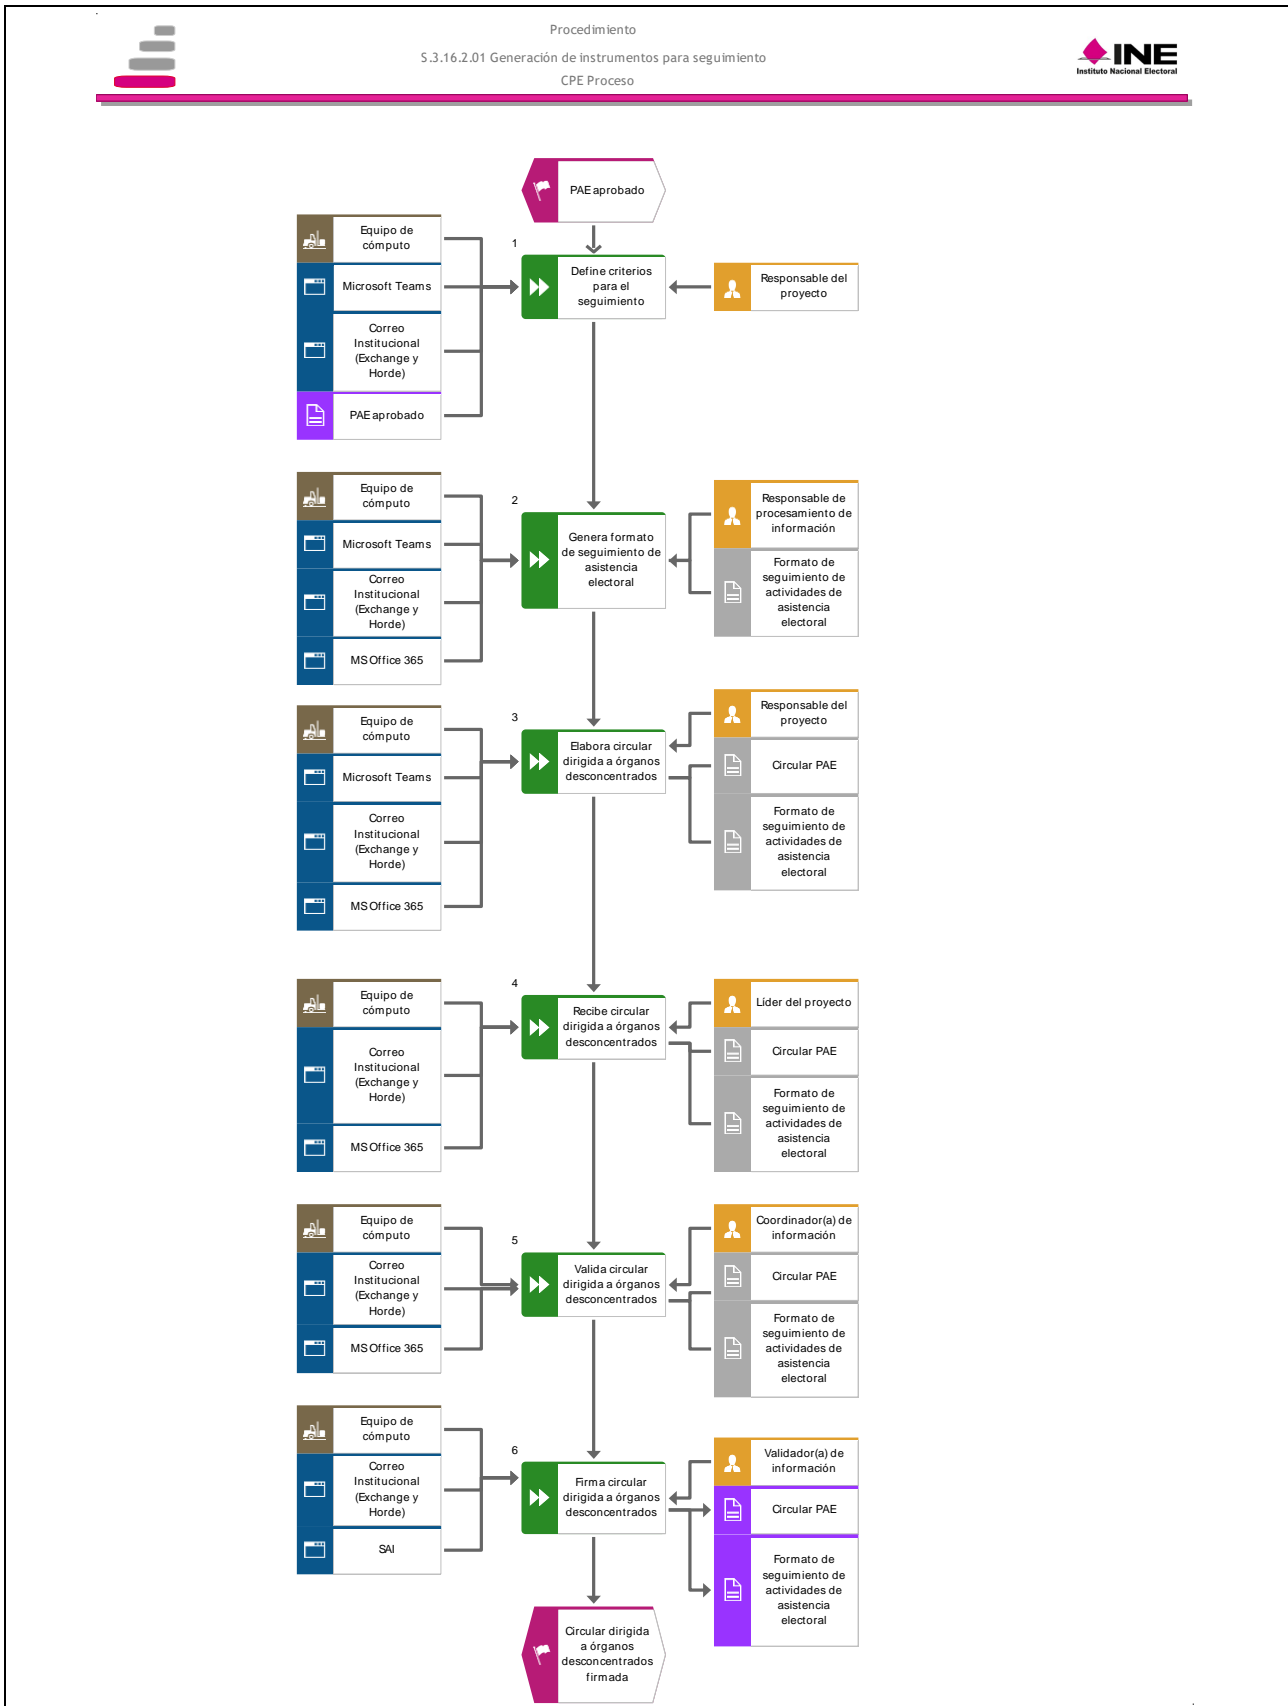 Procedimiento
S.3.16.2.01 Generación de instrumentos para seguimiento
CPE Proceso
INE
Instituto Nacional Electoral
PAE aprobado
Equipo de
cómputo
Microsoft Teams
Correo
Institucional
(Exchange y
Horde)
PAE aprobado
1
Define criterios
para el
seguimiento
Responsable del
proyecto
Equipo de
cómputo
Microsoft Teams
Correo
Institucional
(Exchange y
Horde)
MS Office 365
2
Genera formato
de seguimiento de
asistencia
electoral
Responsable de
procesamiento de
información
Formato de
seguimiento de
actividades de
asistencia
electoral
Equipo de
cómputo
Microsoft Teams
Correo
Institucional
(Exchange y
Horde)
MS Office 365
3
Elabora circular
dirigida a órganos
desconcentrados
Responsable del
proyecto
Circular PAE
Formato de
seguimiento de
actividades de
asistencia
electoral
Equipo de
cómputo
Correo
Institucional
(Exchange y
Horde)
MS Office 365
4
Recibe circular
dirigida a órganos
desconcentrados
Líder del proyecto
Circular PAE
Formato de
seguimiento de
actividades de
asistencia
electoral
Equipo de
cómputo
Correo
Institucional
(Exchange y
Horde)
MS Office 365
5
Valida circular
dirigida a órganos
desconcentrados
Coordinador(a) de
información
Circular PAE
Formato de
seguimiento de
actividades de
asistencia
electoral
Equipo de
cómputo
Correo
Institucional
(Exchange y
Horde)
SAI
6
Firma circular
dirigida a órganos
desconcentrados
Validador(a) de
información
Circular PAE
Formato de
seguimiento de
actividades de
asistencia
electoral
Circular dirigida
a órganos
desconcentrados
firmada